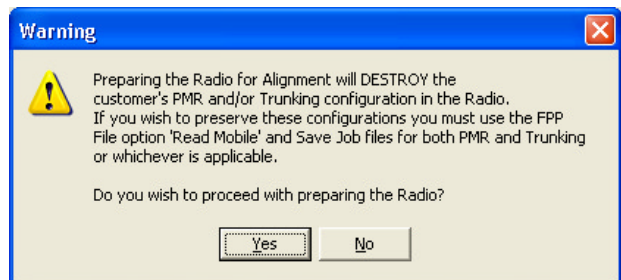 Warning
Preparing the Radio for Alignment will DESTROY the
customer's PMR and/or Trunking configuration in the Radio.
If you wish to preserve these configurations you must use the FPP
File option 'Read Mobile' and Save Job files for both PMR and Trunking
or whichever is applicable.
Do you wish to proceed with preparing the Radio?
Yes No